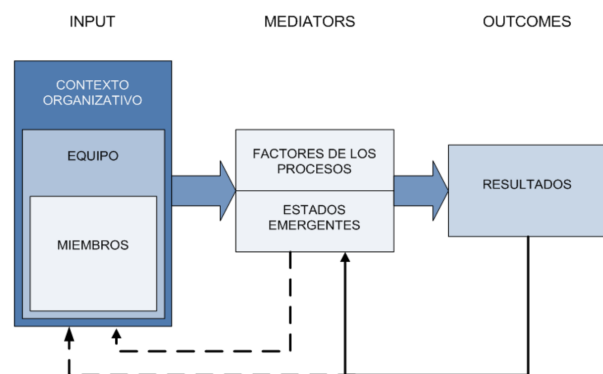 INPUT
MEDIATORS
OUTCOMES
CONTEXTO
ORGANIZATIVO
EQUIPO
MIEMBROS
FACTORES DE LOS
PROCESOS
ESTADOS
EMERGENTES
RESULTADOS